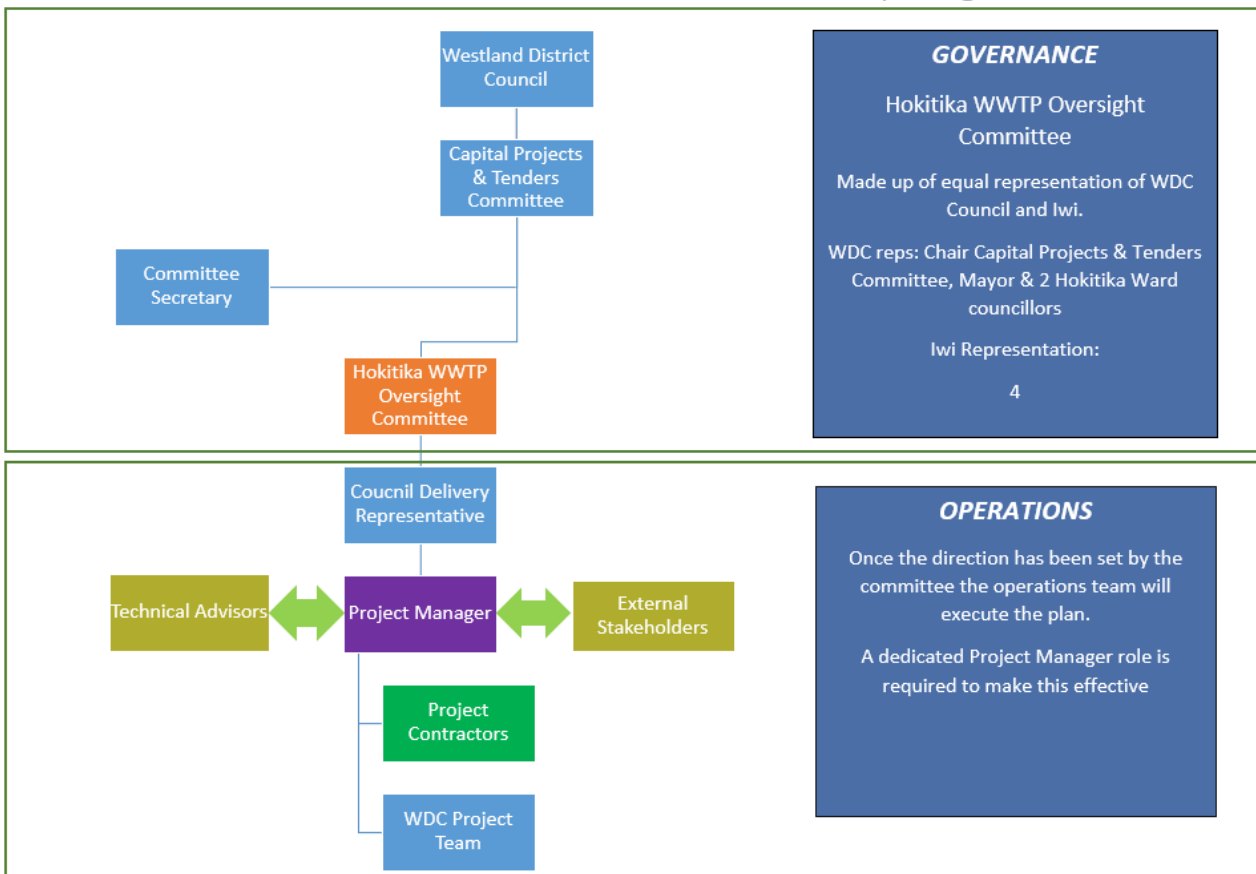 Westland District
Council
Capital Projects
& Tenders
Committee
Committee
Secretary
Hokitika WWTP
Oversight
Committee
GOVERNANCE
Hokitika WWTP Oversight
Committee
Made up of equal representation of WDC
Council and Iwi.
WDC reps: Chair Capital Projects & Tenders
Committee, Mayor & 2 Hokitika Ward
councillors
Iwi Representation:
4
Coucnil Delivery
Representative
Technical Advisors
Project Manager
External
Stakeholders
Project
Contractors
WDC Project
Team
OPERATIONS
Once the direction has been set by the
committee the operations team will
execute the plan.
A dedicated Project Manager role is
required to make this effective